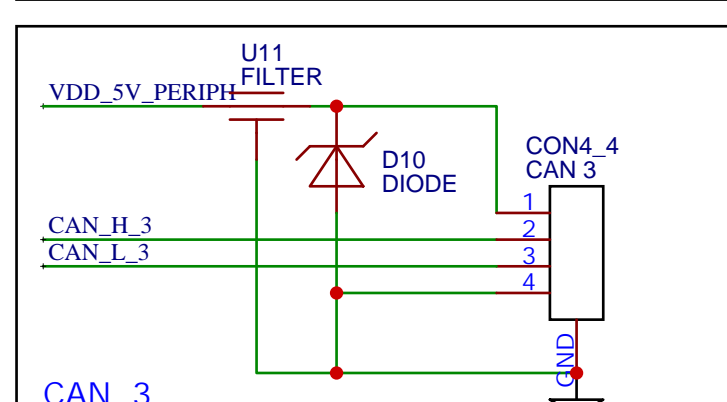 U11
FILTER
VDD_5V_PERIPH
D10
DIODE
CON4_4
CAN 3
1
CAN_H_3
2
CAN_L_3
3
4
GND
CAN_3